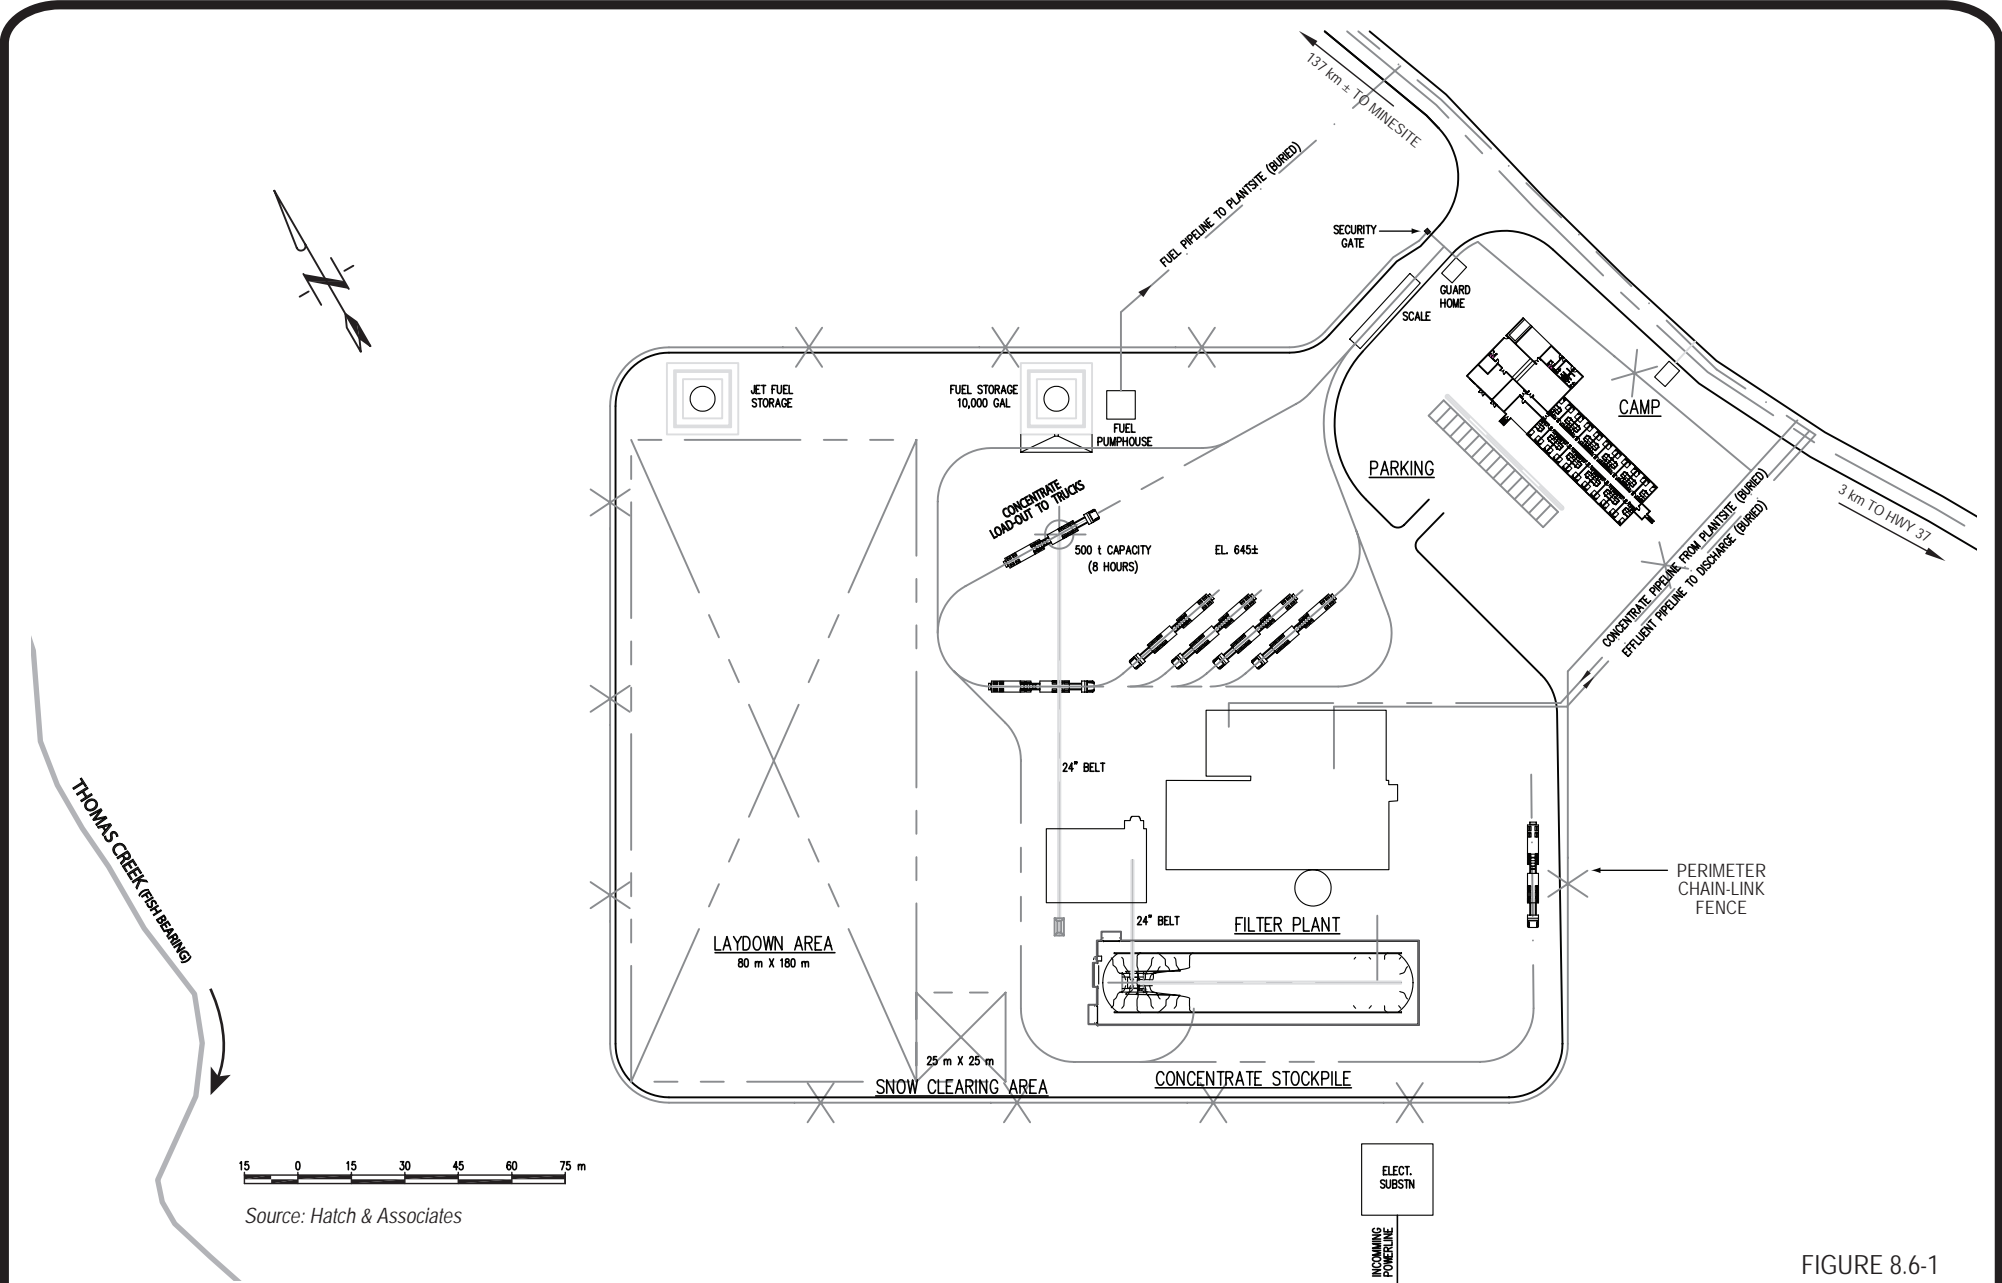 137 km ± TO MINESITE
FUEL PIPELINE TO PLANTSITE (BURIED)
SECURITY
GATE
GUARD
HOME
SCALE
N
JET FUEL
STORAGE
FUEL STORAGE
10,000 GAL
FUEL
PUMPHOUSE
CAMP
PARKING
3 km TO HWY 37
CONCENTRATE
LOAD-OUT TO TRUCKS
500 t CAPACITY
(8 HOURS)
EL. 645±
CONCENTRATE PIPELINE FROM PLANTSITE (BURIED)
EFFLUENT PIPELINE TO DISCHARGE (BURIED)
24" BELT
THOMAS CREEK (FISH BEARING)
PERIMETER
CHAIN-LINK
FENCE
24" BELT
FILTER PLANT
LAYDOWN AREA
80 m X 180 m
25 m X 25 m
SNOW CLEARING AREA
CONCENTRATE STOCKPILE
15 0 15 30 45 60 75 m
ELECT.
SUBSTN
Source: Hatch & Associates
INCOMMING
POWERLINE
FIGURE 8.6-1